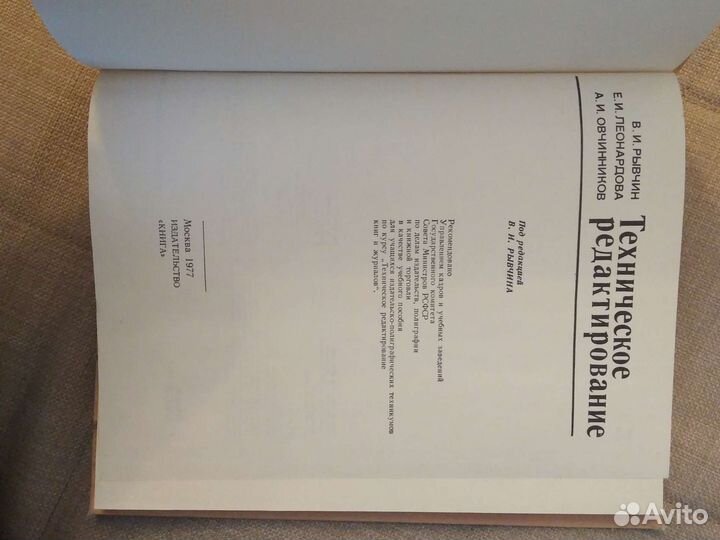 В. И. РЫВЧИН
Е. И. ЛЕОНАРДОВА
А. И. ОВЧИННИКОВ
Техническое
редактирование
Под редакцией
В. И. РЫВЧИНА
Рекомендовано
Управлением кадров и учебных заведений
Государственного комитета
Совета Министров РСФСР
по делам издательств, полиграфии
и книжной торговли
в качестве учебного пособия
для учащихся издательско-полиграфических техникумов
по курсу „Техническое редактирование
книг и журналов“.
Москва 1977
ИЗДАТЕЛЬСТВО
«КНИГА»
Avito